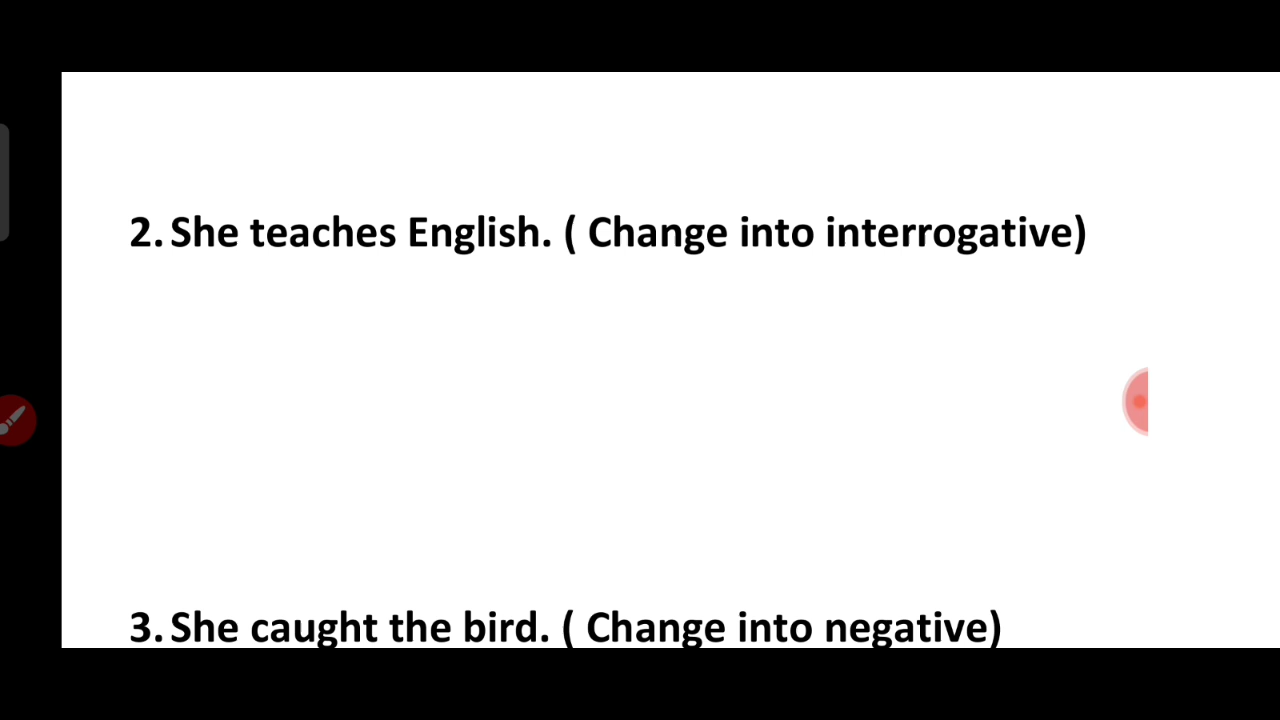 2. She teaches English. ( Change into interrogative)
3. She caught the bird. ( Change into negative)